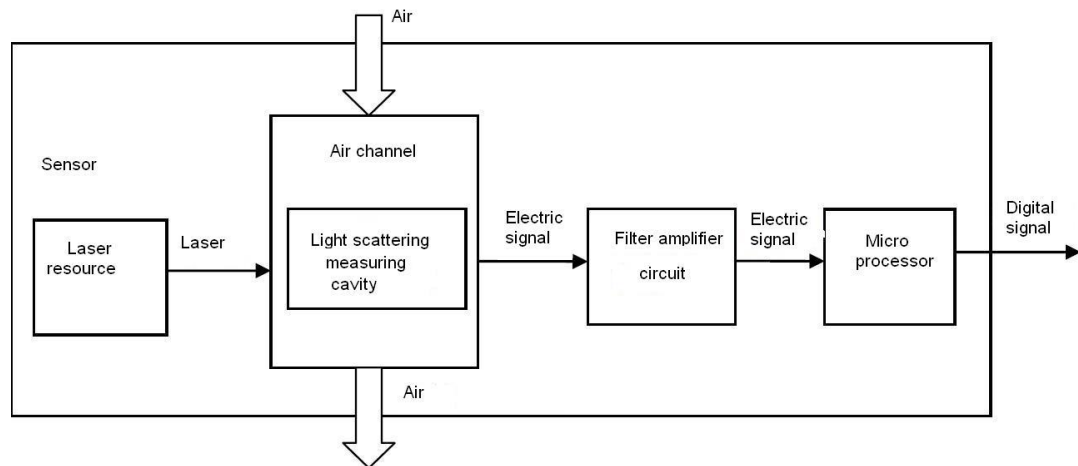 Air
Sensor
Air channel
Laser
resource
Laser
Light scattering
measuring
cavity
Electric
signal
Filter amplifier
circuit
Electric
signal
Micro
processor
Digital
signal
Air